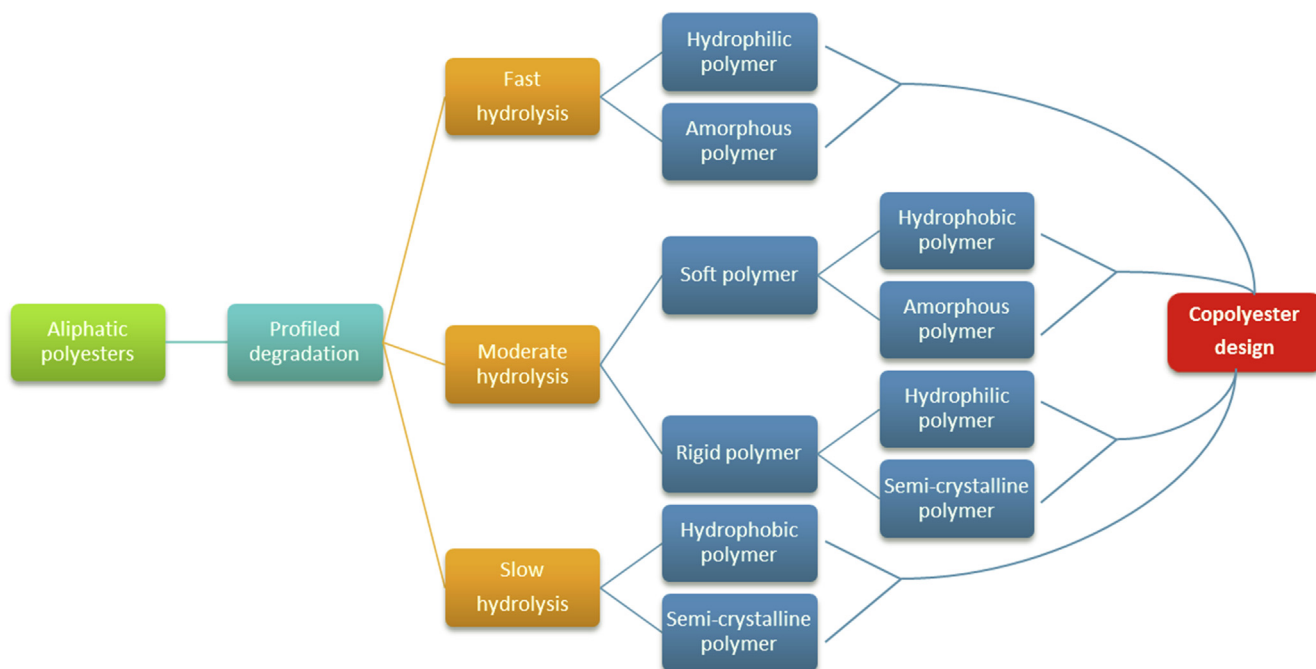 Aliphatic
polyesters
Profiled
degradation
Fast
hydrolysis
Hydrophilic
polymer
Amorphous
polymer
Moderate
hydrolysis
Soft polymer
Hydrophobic
polymer
Amorphous
polymer
Rigid polymer
Hydrophilic
polymer
Semi-crystalline
polymer
Slow
hydrolysis
Hydrophobic
polymer
Semi-crystalline
polymer
Copolyester
design